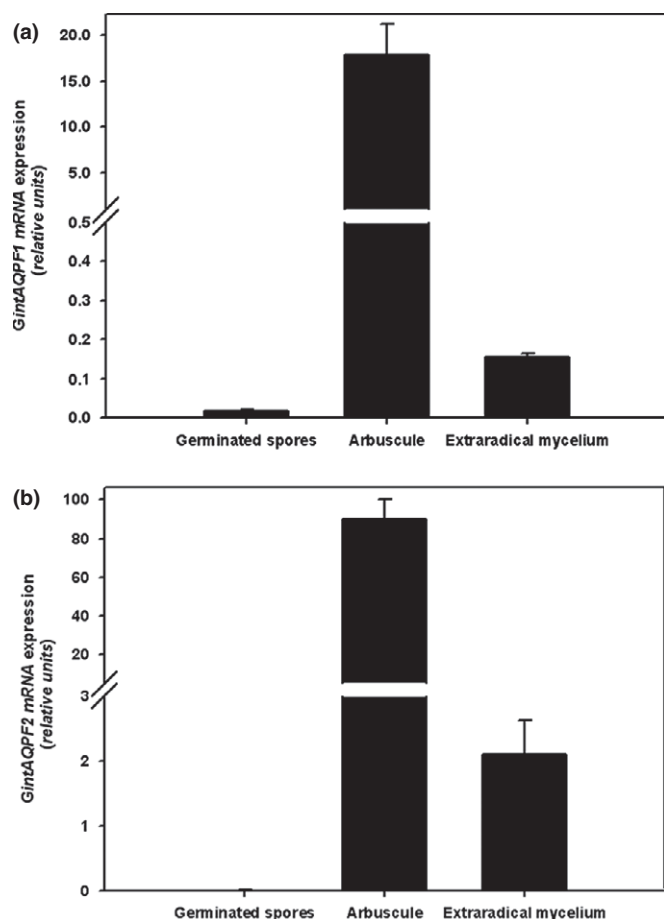 (a)
GintAQPF1 mRNA expression
(relative units)
20.0
15.0
10.0
5.0
0.5
0.4
0.3
0.2
0.1
0.0
Germinated spores Arbuscule Extraradical mycelium
(b)
GintAQPF2 mRNA expression
(relative units)
100
80
60
40
20
3
2
1
0
Germinated spores Arbuscule Extraradical mycelium